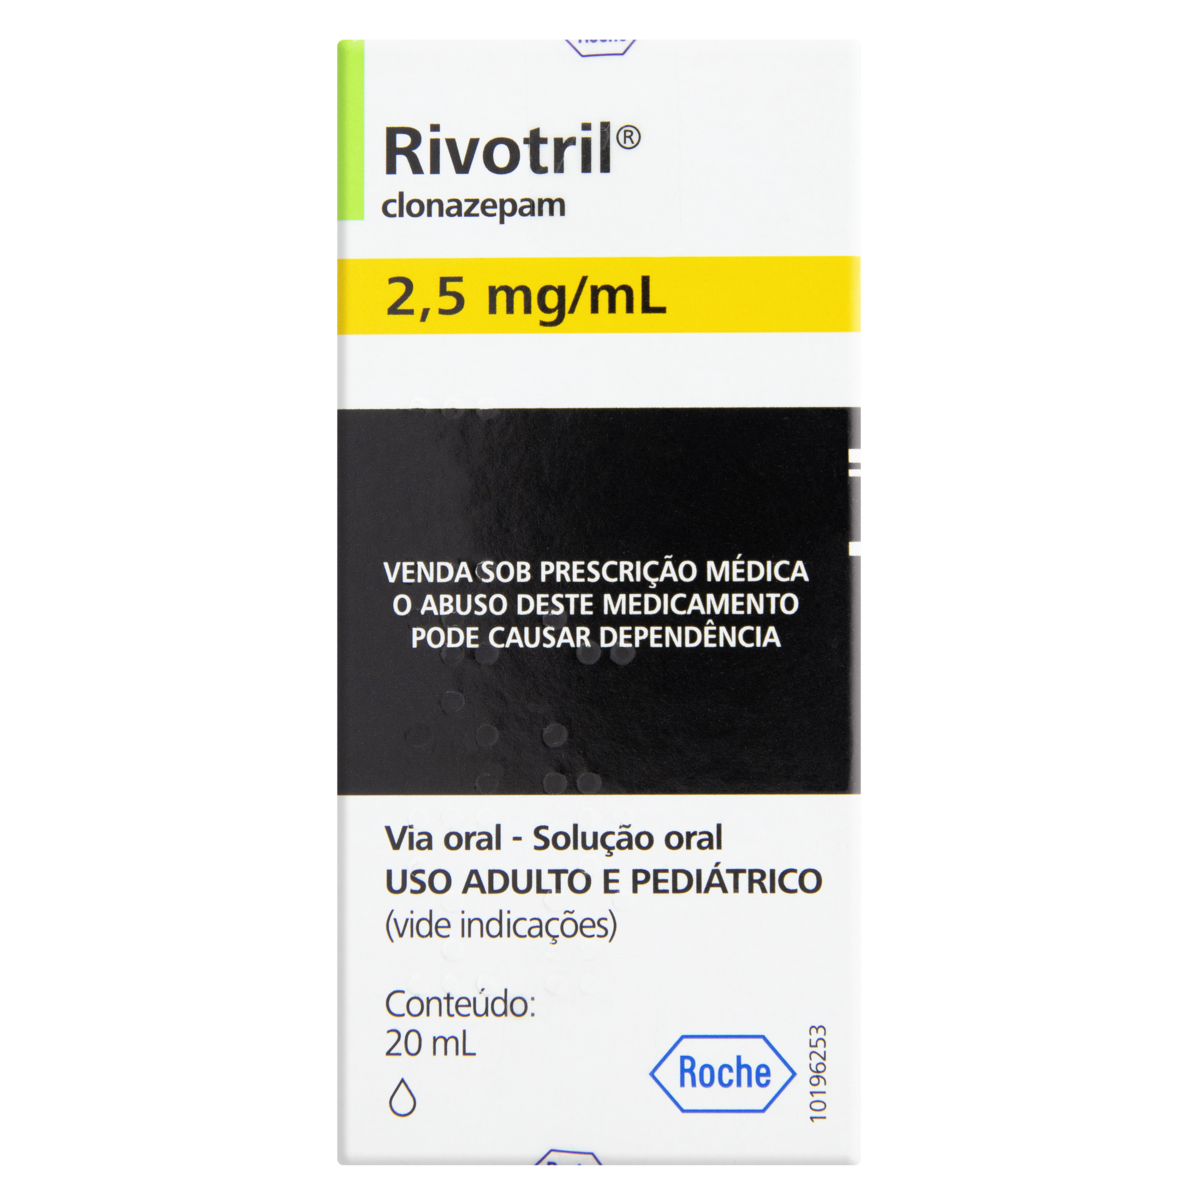 Rivotril®
clonazepam
2,5 mg/mL
VENDA SOB PRESCRIÇÃO MÉDICA
O ABUSO DESTE MEDICAMENTO
PODE CAUSAR DEPENDÊNCIA
Via oral - Solução oral
USO ADULTO E PEDIÁTRICO
(vide indicações)
Conteúdo:
20 mL
Roche
10196253